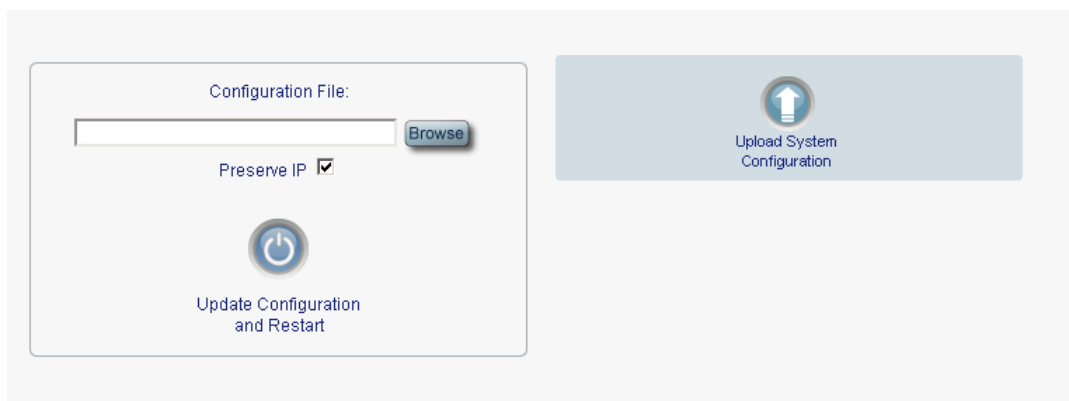 Configuration File:
Browse
Preserve IP
Update Configuration
and Restart
Upload System
Configuration